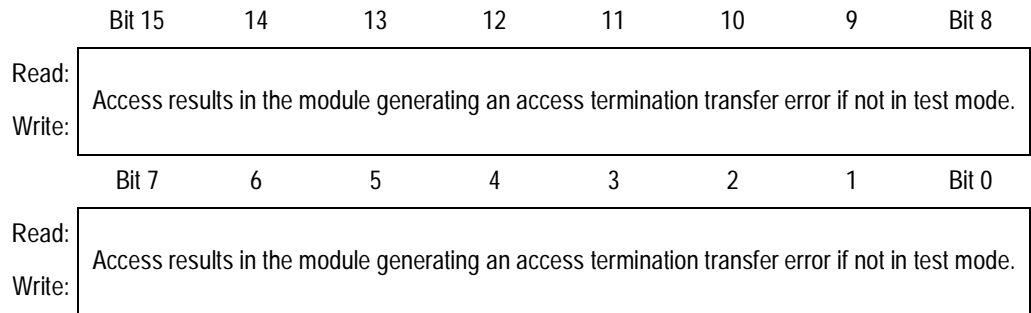 Bit 15 14 13 12 11 10 9 Bit 8
Read:
Access results in the module generating an access termination transfer error if not in test mode.
Write:
Bit 7 6 5 4 3 2 1 Bit 0
Read:
Access results in the module generating an access termination transfer error if not in test mode.
Write: